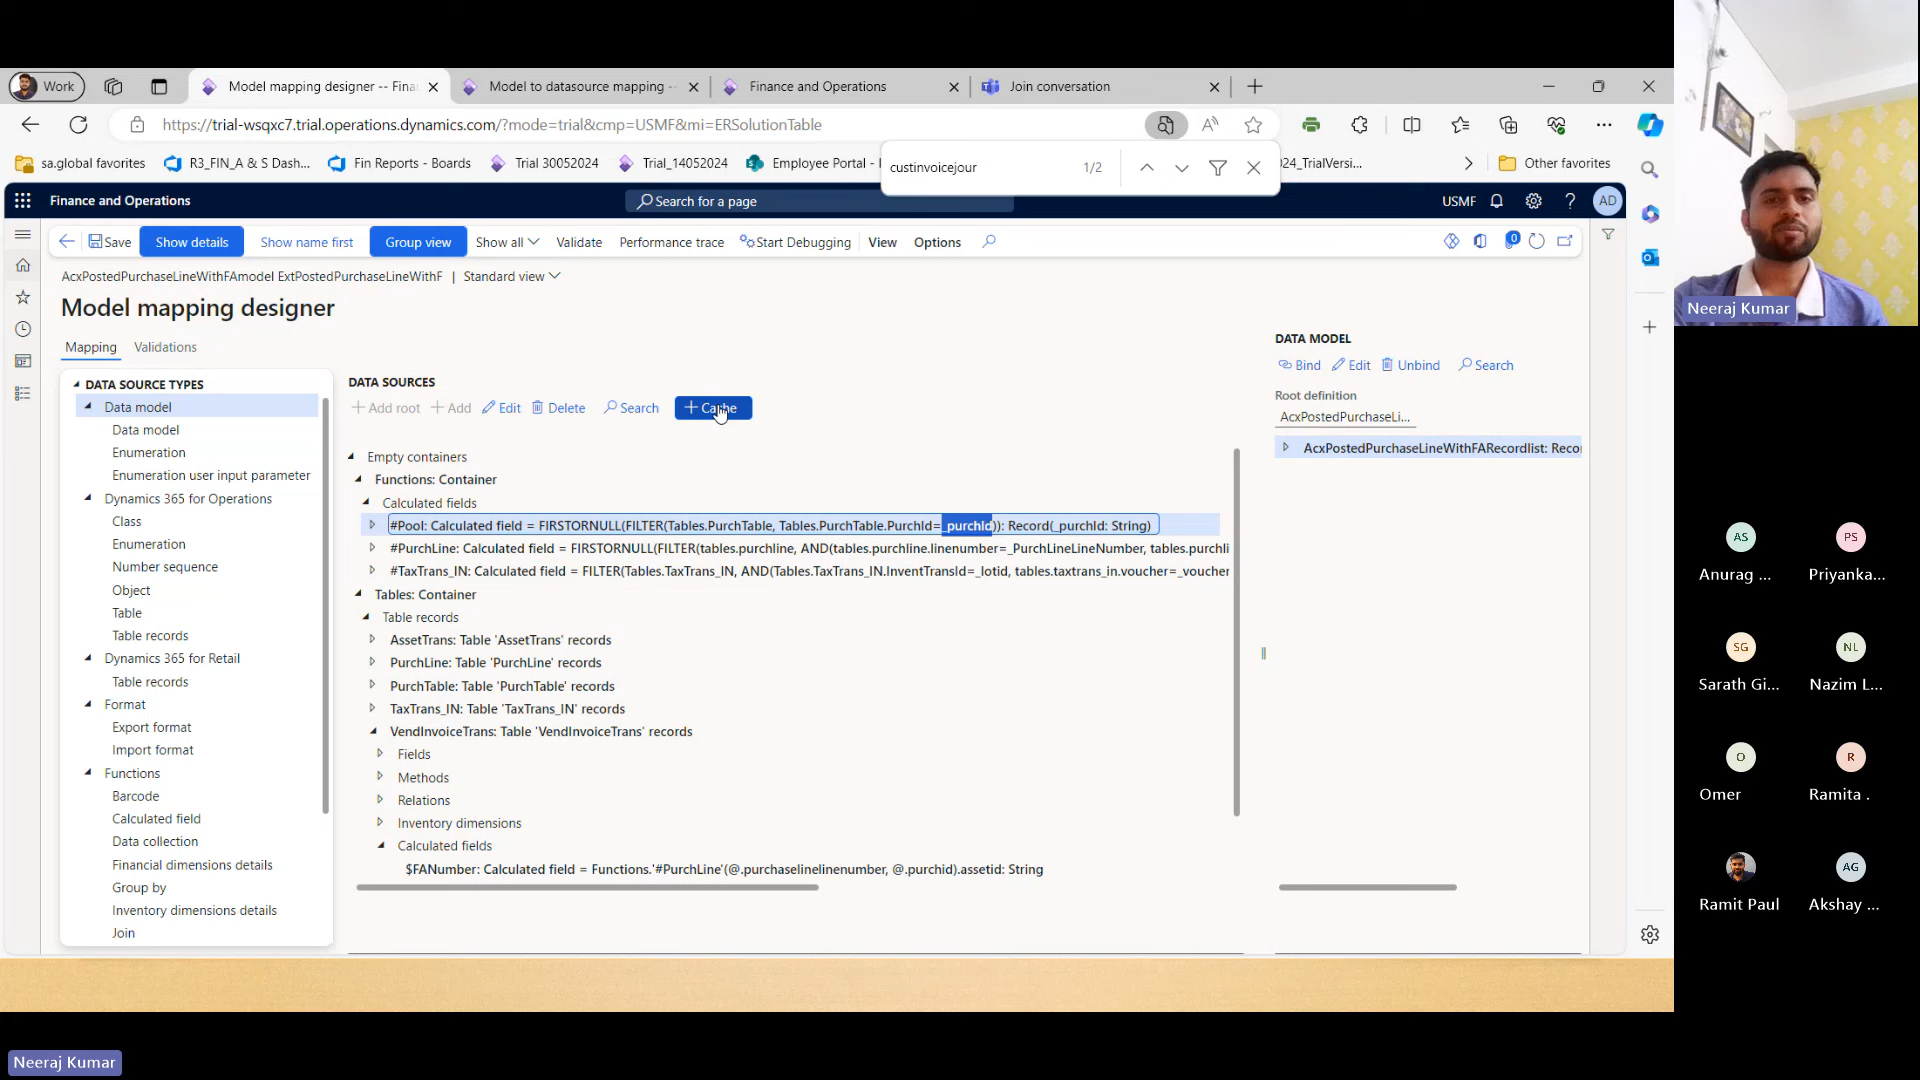 Work
Model mapping designer -- Fina
Model to datasource mapping -
Finance and Operations
Join conversation
https://trial-wsqxc7.trial.operations.dynamics.com/?mode=trial&cmp=USMF&mi=ERSolutionTable
sa.global favorites
R3_FIN_A & S Dash...
Fin Reports - Boards
Trial 30052024
Trial_14052024
Employee Portal -
custinvoicejour
1/2
24_TrialVersi...
Other favorites
Finance and Operations
Search for a page
USMF
AD
Save
Show details
Show name first
Group view
Show all
Validate
Performance trace
Start Debugging
View
Options
0
AcxPostedPurchaseLineWithFAmodel ExtPostedPurchaseLineWithF | Standard view
Model mapping designer
Mapping
Validations
DATA SOURCE TYPES
Data model
Data model
Enumeration
Enumeration user input parameter
Dynamics 365 for Operations
Class
Enumeration
Number sequence
Object
Table
Table records
Dynamics 365 for Retail
Table records
Format
Export format
Import format
Functions
Barcode
Calculated field
Data collection
Financial dimensions details
Group by
Inventory dimensions details
Join
DATA SOURCES
Add root
Add
Edit
Delete
Search
Cache
Empty containers
Functions: Container
Calculated fields
#Pool: Calculated field = FIRSTORNULL(FILTER(Tables.PurchTable, Tables.PurchTable.PurchId=_purchId)): Record(_purchId: String)
#PurchLine: Calculated field = FIRSTORNULL(FILTER(tables.purchline, AND(tables.purchline.linenumber=_PurchLineLineNumber, tables.purchli
#TaxTrans_IN: Calculated field = FILTER(Tables.TaxTrans_IN, AND(Tables.TaxTrans_IN.InventTransId=_lotid, tables.taxtrans_in.voucher=_voucher
Tables: Container
Table records
AssetTrans: Table 'AssetTrans' records
PurchLine: Table 'PurchLine' records
PurchTable: Table 'PurchTable' records
TaxTrans_IN: Table 'TaxTrans_IN' records
VendInvoiceTrans: Table 'VendInvoiceTrans' records
Fields
Methods
Relations
Inventory dimensions
Calculated fields
$FANumber: Calculated field = Functions.'#PurchLine'(@.purchaselinelinenumber, @.purchid).assetid: String
DATA MODEL
Bind
Edit
Unbind
Search
Root definition
AcxPostedPurchaseLi...
AcxPostedPurchaseLineWithFARecordlist: Reco
Neeraj Kumar
AS
Anurag ...
PS
Priyanka...
SG
Sarath Gi...
NL
Nazim L...
O
Omer
R
Ramita .
Ramit Paul
AG
Akshay ...
Neeraj Kumar